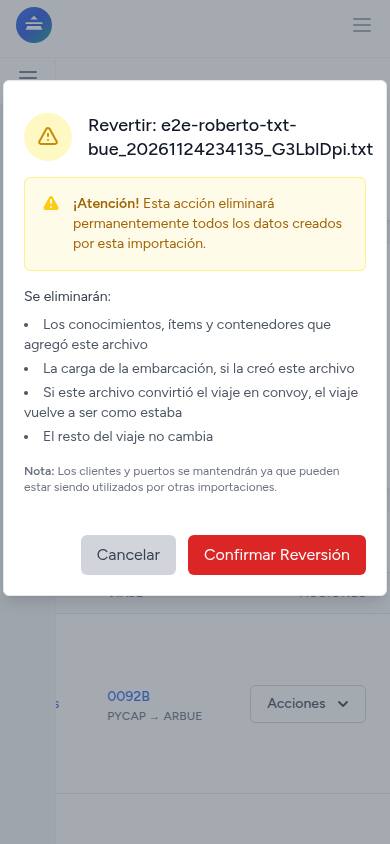 Revertir: e2e-roberto-txt-
bue_20261124234135_G3LblDpi.txt
¡Atención! Esta acción eliminará
permanentemente todos los datos creados
por esta importación.
Se eliminarán:
• Los conocimientos, ítems y contenedores que
agregó este archivo
• La carga de la embarcación, si la creó este archivo
• Si este archivo convirtió el viaje en convoy, el viaje
vuelve a ser como estaba
• El resto del viaje no cambia
Nota: Los clientes y puertos se mantendrán ya que pueden
estar siendo utilizados por otras importaciones.
Cancelar
Confirmar Reversión
0092B
Acciones
PYCAP → ARBUE